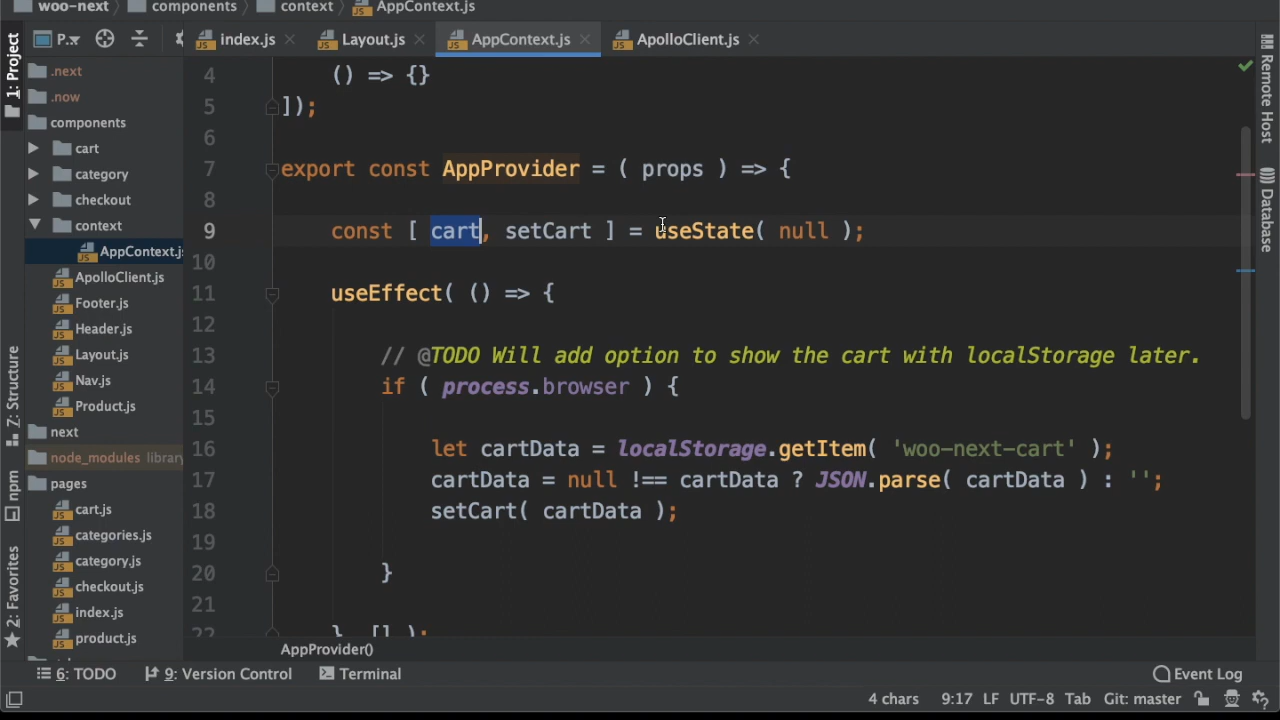 woo-next components context AppContext.js
1: Project
P... index.js Layout.js AppContext.js ApolloClient.js
.next
.now
components
cart
category
checkout
context
AppContext.js
ApolloClient.js
Footer.js
Header.js
Layout.js
Nav.js
Product.js
next
node_modules library
pages
cart.js
categories.js
category.js
checkout.js
index.js
product.js
Z: Structure
npm
2: Favorites
4 () => {}
5 ]);
6
7 export const AppProvider = ( props ) => {
8
9 const [ cart, setCart ] = useState( null );
10
11 useEffect( () => {
12
13 // @TODO Will add option to show the cart with localStorage later.
14 if ( process.browser ) {
15
16 let cartData = localStorage.getItem( 'woo-next-cart' );
17 cartData = null !== cartData ? JSON.parse( cartData ) : '';
18 setCart( cartData );
19
20 }
21
22 }, [] );
AppProvider()
Remote Host
Database
6: TODO 9: Version Control Terminal Event Log
4 chars 9:17 LF UTF-8 Tab Git: master